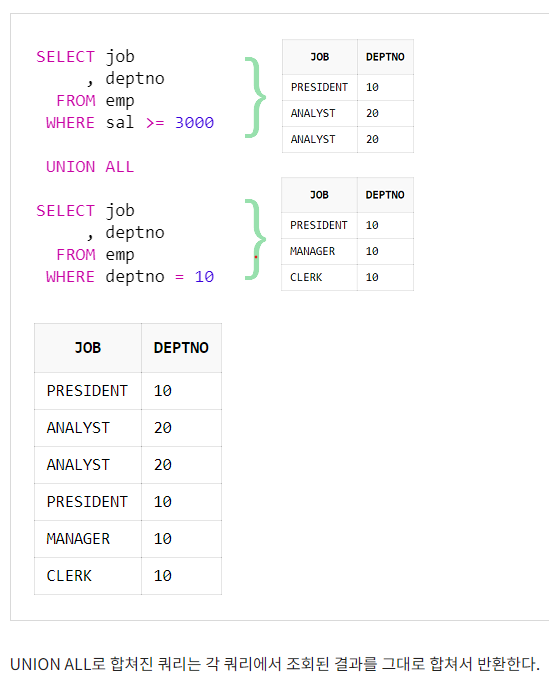 SELECT job
, deptno
FROM emp
WHERE sal >= 3000
JOB DEPTNO
PRESIDENT 10
ANALYST 20
ANALYST 20
UNION ALL
SELECT job
, deptno
FROM emp
WHERE deptno = 10
JOB DEPTNO
PRESIDENT 10
MANAGER 10
CLERK 10
JOB DEPTNO
PRESIDENT 10
ANALYST 20
ANALYST 20
PRESIDENT 10
MANAGER 10
CLERK 10
UNION ALL로 합쳐진 쿼리는 각 쿼리에서 조회된 결과를 그대로 합쳐서 반환한다.